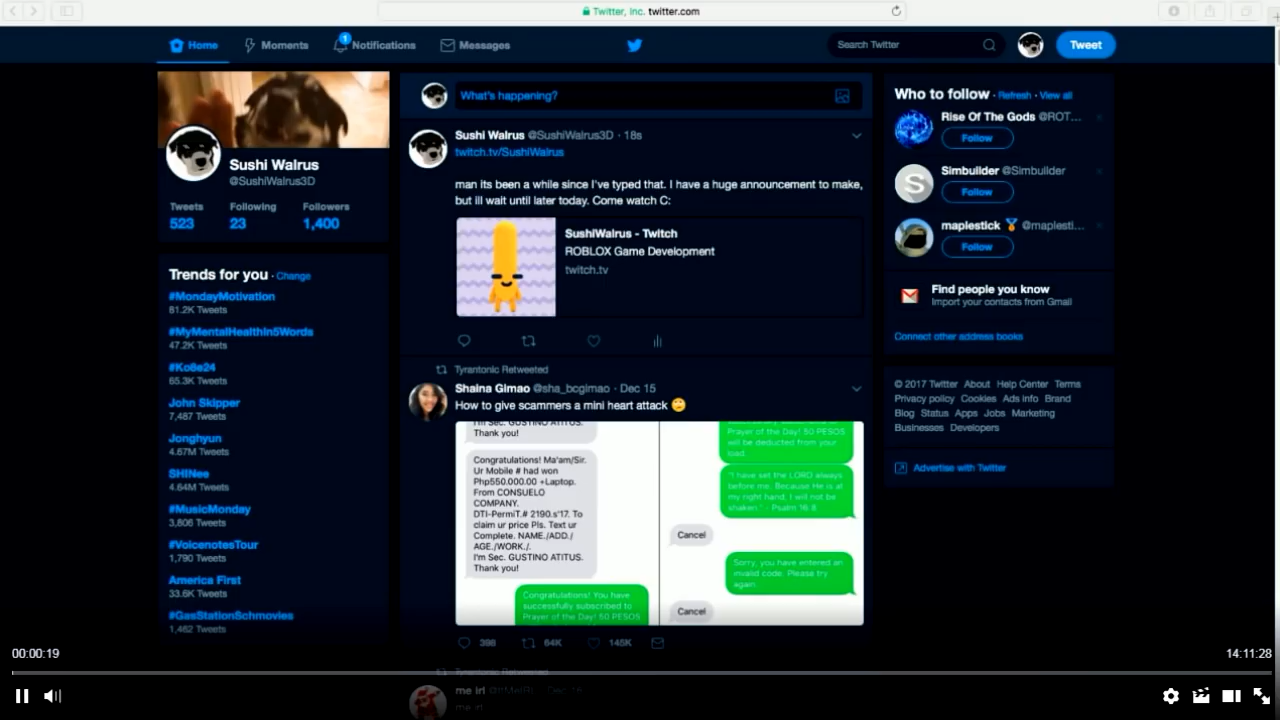 Twitter, Inc. twitter.com
Home
Moments
1
Notifications
Messages
Search Twitter
Tweet
Sushi Walrus
@SushiWalrus3D
Tweets Following Followers
523 23 1,400
Trends for you · Change
#MondayMotivation
81.2K Tweets
#MyMentalHealthIn5Words
47.2K Tweets
#Ko8e24
65.3K Tweets
John Skipper
7,487 Tweets
Jonghyun
4.67M Tweets
SHINee
4.64M Tweets
#MusicMonday
3,806 Tweets
#VoicenotesTour
1,790 Tweets
America First
33.6K Tweets
#GasStationSchmovies
1,462 Tweets
What's happening?
Sushi Walrus @SushiWalrus3D · 18s
twitch.tv/SushiWalrus
man its been a while since I've typed that. I have a huge announcement to make,
but ill wait until later today. Come watch C:
SushiWalrus - Twitch
ROBLOX Game Development
twitch.tv
Tyrantonic Retweeted
Shaina Gimao @sha_bcgimao · Dec 15
How to give scammers a mini heart attack
I'm Sec. GUSTINO ATITUS.
Thank you!
Congratulations! Ma'am/Sir.
Ur Mobile # had won
Php550.000.00 +Laptop.
From CONSUELO
COMPANY.
DTI-PermiT.# 2190.s'17. To
claim ur price Pls. Text ur
Complete. NAME./ADD./
AGE./WORK./.
I'm Sec. GUSTINO ATITUS.
Thank you!
Congratulations! You have
successfully subscribed to
Prayer of the Day! 50 PESOS
Prayer of the Day! 50 PESOS
will be deducted from your
load.
"I have set the LORD always
before me. Because He is at
my right hand, I will not be
shaken." - Psalm 16:8
Cancel
Sorry, you have entered an
invalid code. Please try
again.
Cancel
398 64K 145K
Tyrantonic Retweeted
me irl
me irl
Who to follow · Refresh · View all
Rise Of The Gods @ROT...
Follow
S
Simbuilder @Simbuilder
Follow
maplestick @maplesti...
Follow
Find people you know
Import your contacts from Gmail
Connect other address books
© 2017 Twitter About Help Center Terms
Privacy policy Cookies Ads info Brand
Blog Status Apps Jobs Marketing
Businesses Developers
Advertise with Twitter
00:00:19
14:11:28